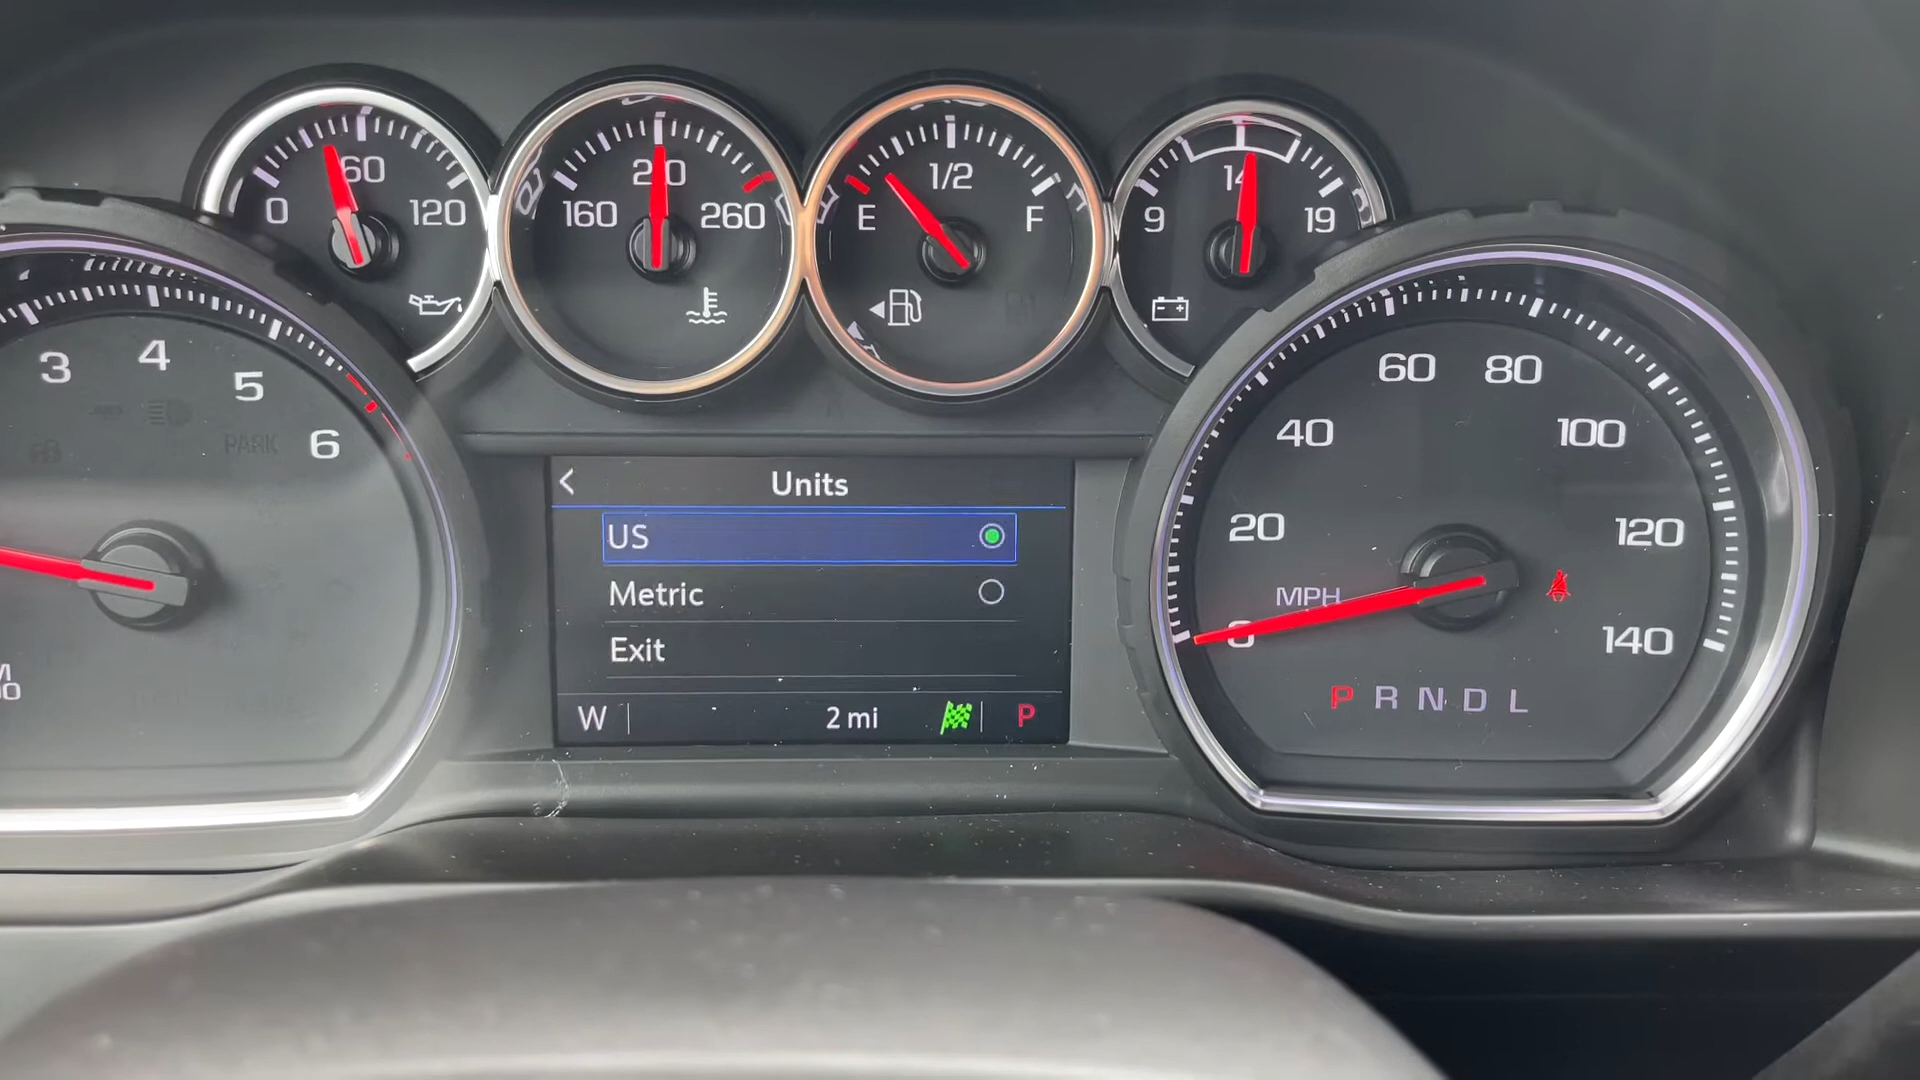 0 60 120
160 210 260
E 1/2 F
9 14 19
3 4 5 6
PARK
< Units
US
Metric
Exit
W 2 mi P
0 20 40 60 80 100 120 140
MPH
P R N D L